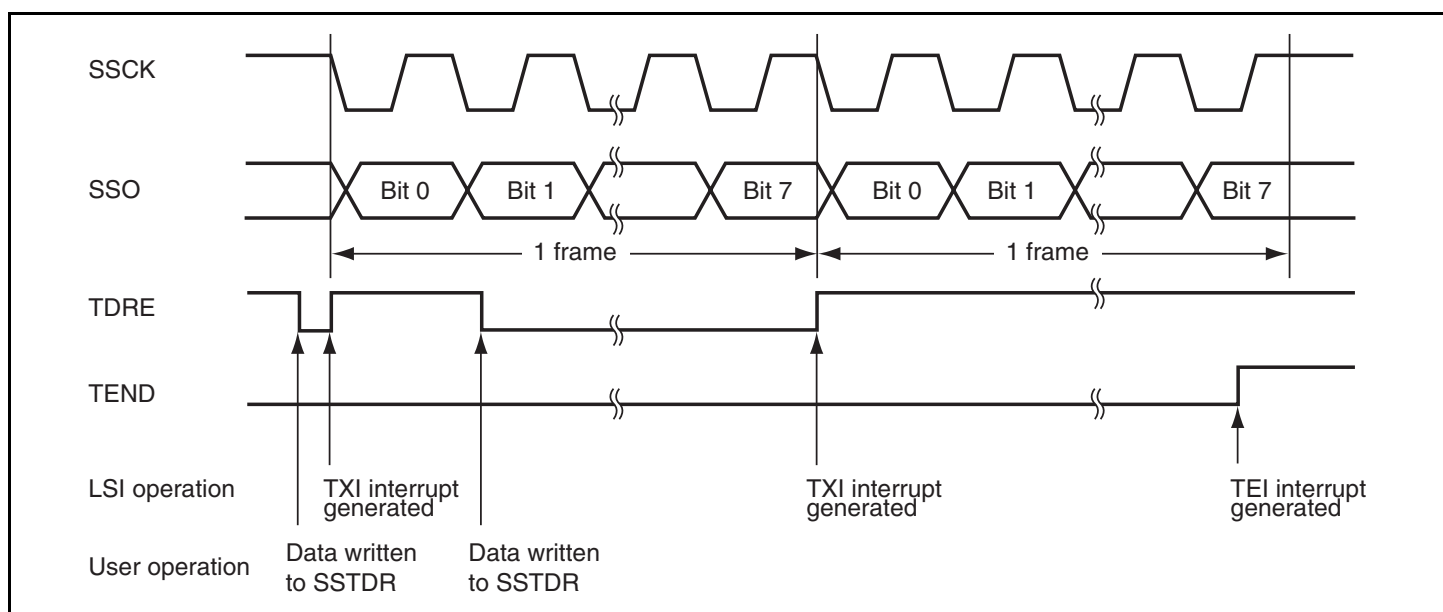 SSCK
SSO
Bit 0
Bit 1
Bit 7
Bit 0
Bit 1
Bit 7
1 frame
1 frame
TDRE
TEND
LSI operation
TXI interrupt
generated
TXI interrupt
generated
TEI interrupt
generated
User operation
Data written
to SSTDR
Data written
to SSTDR